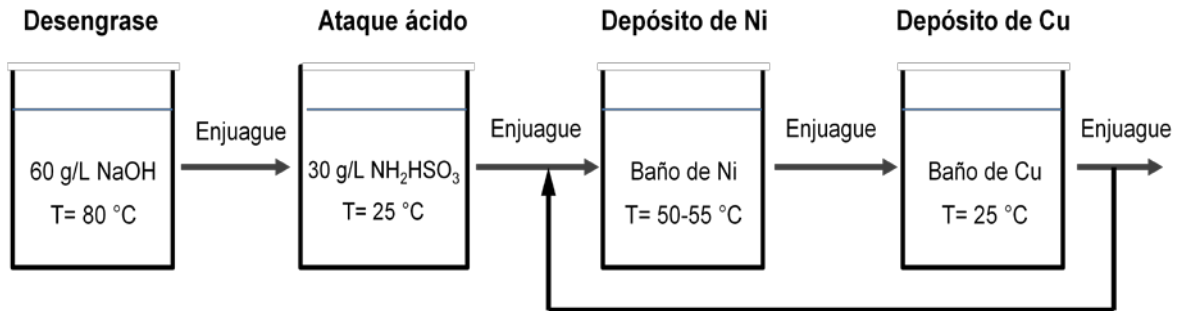 Desengrase
Ataque ácido
Depósito de Ni
Depósito de Cu
Enjuague
Enjuague
Enjuague
Enjuague
60 g/L NaOH
30 g/L NH₂HSO₃
Baño de Ni
Baño de Cu
T= 80 °C
T= 25 °C
T= 50-55 °C
T= 25 °C